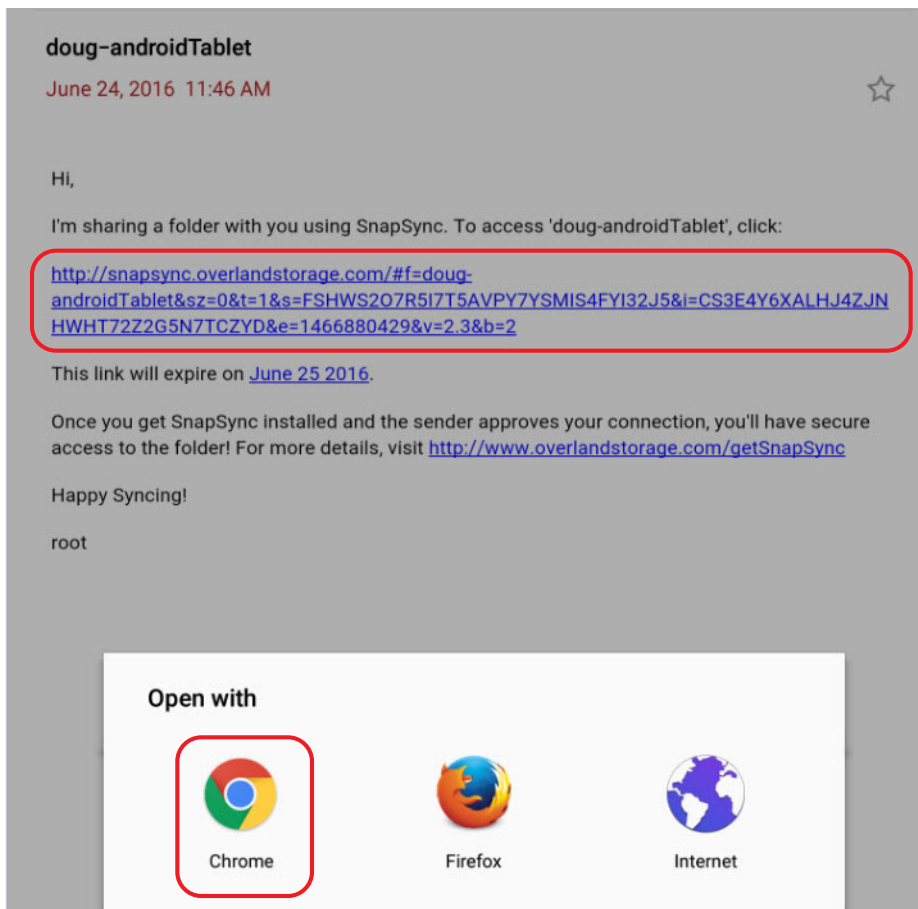 doug-androidTablet
June 24, 2016 11:46 AM
Hi,
I'm sharing a folder with you using SnapSync. To access 'doug-androidTablet', click:
http://snapsync.overlandstorage.com/#f=doug-
androidTablet&sz=0&t=1&s=FSHWS2O7R5I7T5AVPY7YSMIS4FYI32J5&i=CS3E4Y6XALHJ4ZJN
HWHT72Z2G5N7TCZYD&e=1466880429&v=2.3&b=2
This link will expire on June 25 2016.
Once you get SnapSync installed and the sender approves your connection, you'll have secure
access to the folder! For more details, visit http://www.overlandstorage.com/getSnapSync
Happy Syncing!
root
Open with
Chrome
Firefox
Internet